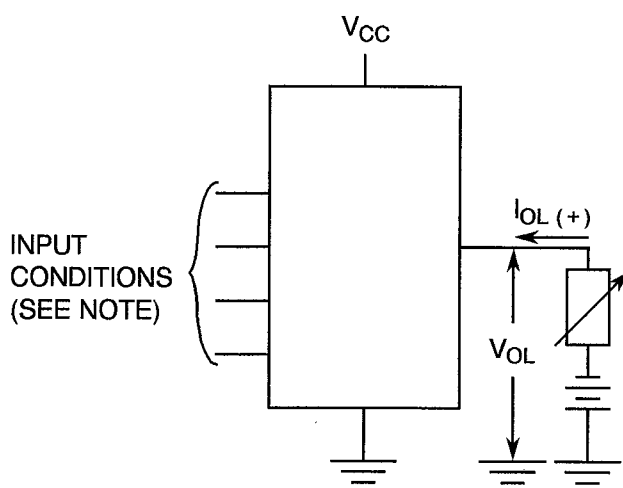 VCC
INPUT
CONDITIONS
(SEE NOTE)
IOL (+)
VOL